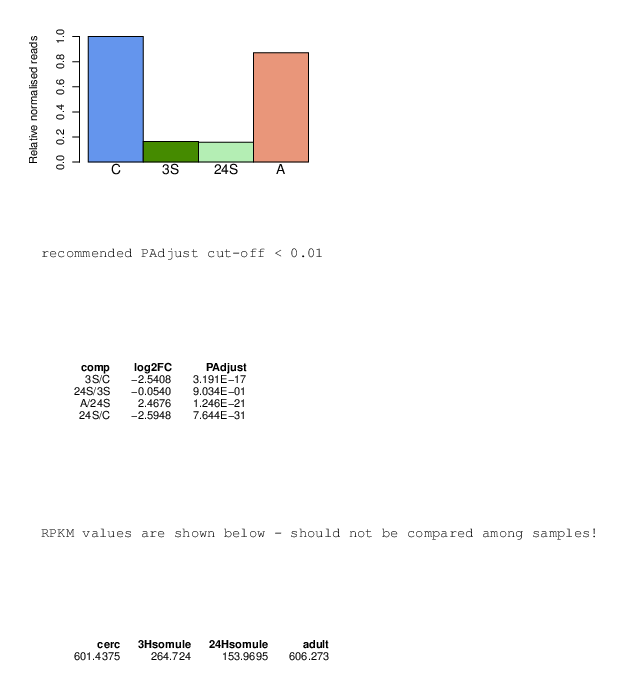 Relative normalised reads
1.0
0.8
0.6
0.4
0.2
0.0
C 3S 24S A
recommended PAdjust cut-off < 0.01
comp log2FC PAdjust
3S/C −2.5408 3.191E−17
24S/3S −0.0540 9.034E−01
A/24S 2.4676 1.246E−21
24S/C −2.5948 7.644E−31
RPKM values are shown below - should not be compared among samples!
cerc 3Hsomule 24Hsomule adult
601.4375 264.724 153.9695 606.273